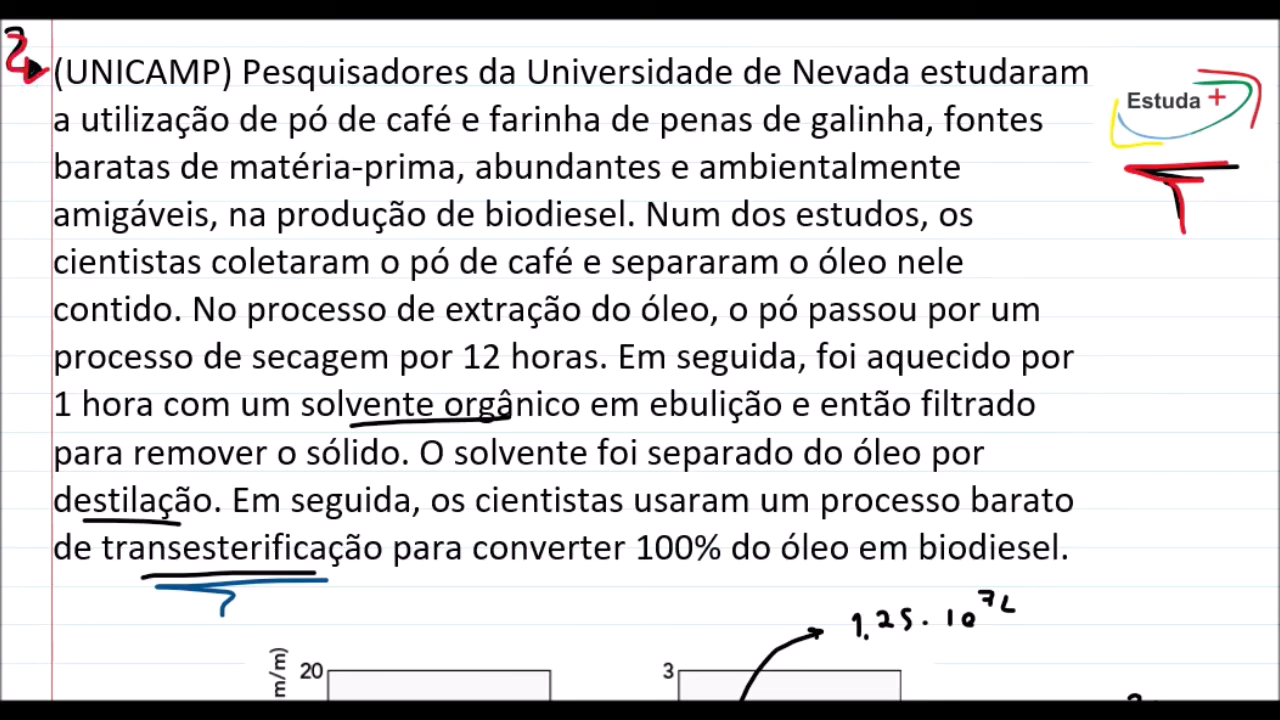 2
(UNICAMP) Pesquisadores da Universidade de Nevada estudaram
a utilização de pó de café e farinha de penas de galinha, fontes
baratas de matéria-prima, abundantes e ambientalmente
amigáveis, na produção de biodiesel. Num dos estudos, os
cientistas coletaram o pó de café e separaram o óleo nele
contido. No processo de extração do óleo, o pó passou por um
processo de secagem por 12 horas. Em seguida, foi aquecido por
1 hora com um solvente orgânico em ebulição e então filtrado
para remover o sólido. O solvente foi separado do óleo por
destilação. Em seguida, os cientistas usaram um processo barato
de transesterificação para converter 100% do óleo em biodiesel.
Estuda +
1,25 . 10^7 L
m/m)
20
3